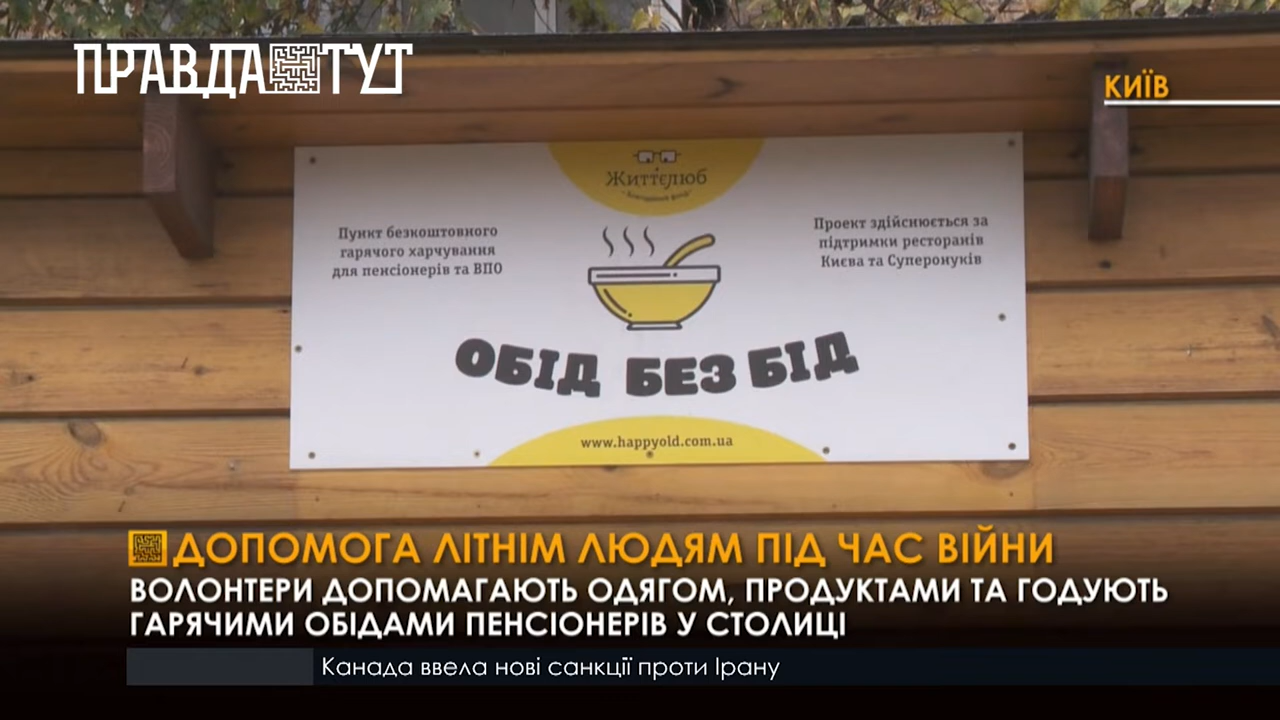 ПРАВДА ТУТ
КИЇВ
Життєлюб
Благодійний фонд
Пункт безкоштовного
гарячого харчування
для пенсіонерів та ВПО
Проект здійснюється за
підтримки ресторанів
Києва та Суперонуків
ОБІД БЕЗ БІД
www.happyold.com.ua
ДОПОМОГА ЛІТНІМ ЛЮДЯМ ПІД ЧАС ВІЙНИ
ВОЛОНТЕРИ ДОПОМАГАЮТЬ ОДЯГОМ, ПРОДУКТАМИ ТА ГОДУЮТЬ
ГАРЯЧИМИ ОБІДАМИ ПЕНСІОНЕРІВ У СТОЛИЦІ
Канада ввела нові санкції проти Ірану